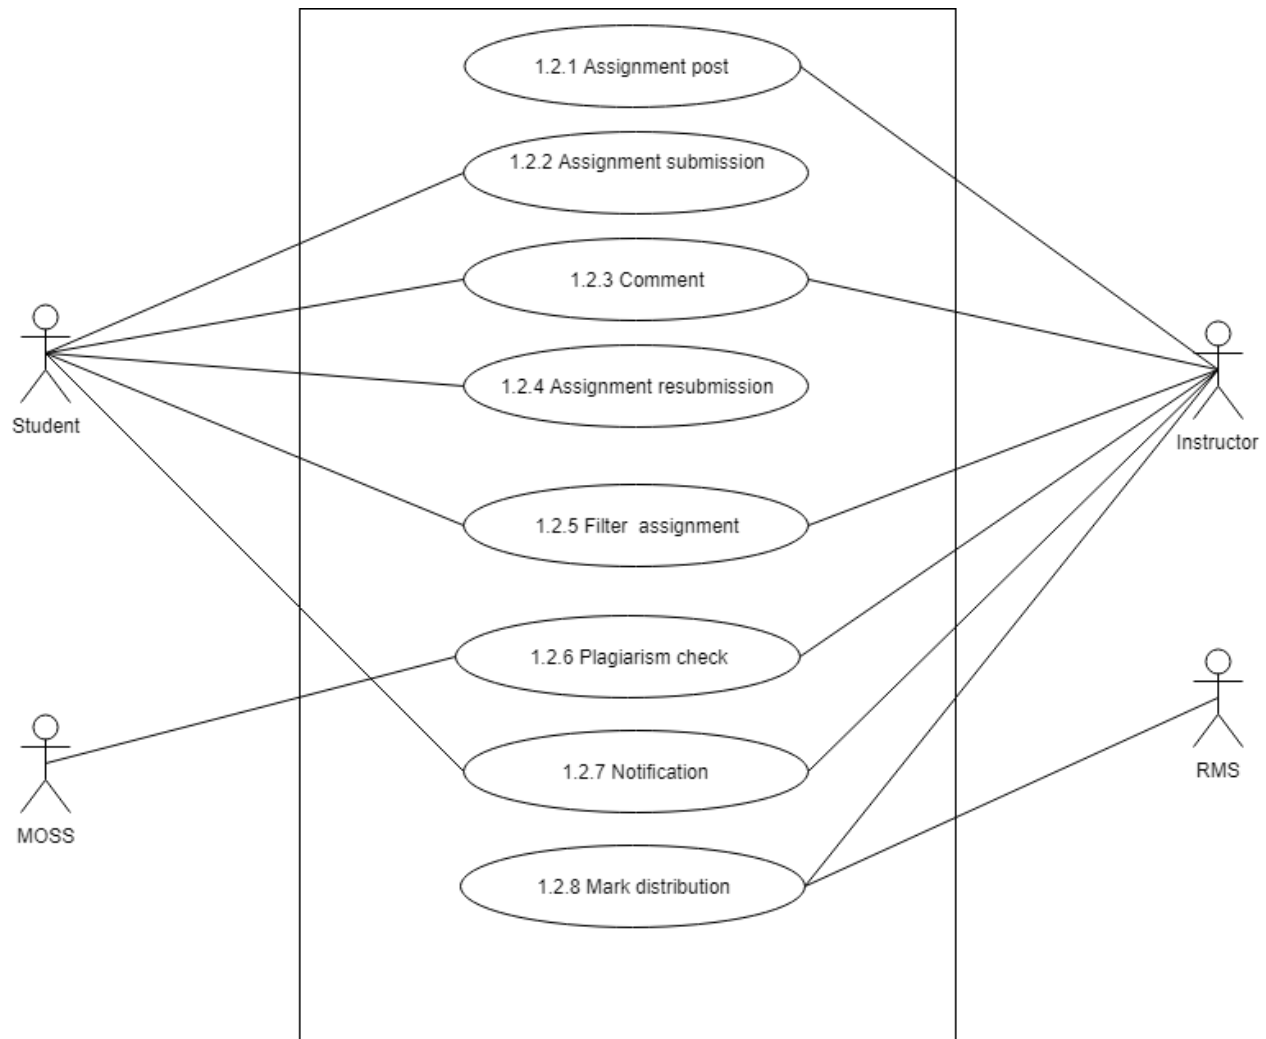 1.2.1 Assignment post
1.2.2 Assignment submission
1.2.3 Comment
1.2.4 Assignment resubmission
Student
Instructor
1.2.5 Filter  assignment
1.2.6 Plagiarism check
1.2.7 Notification
RMS
MOSS
1.2.8 Mark distribution